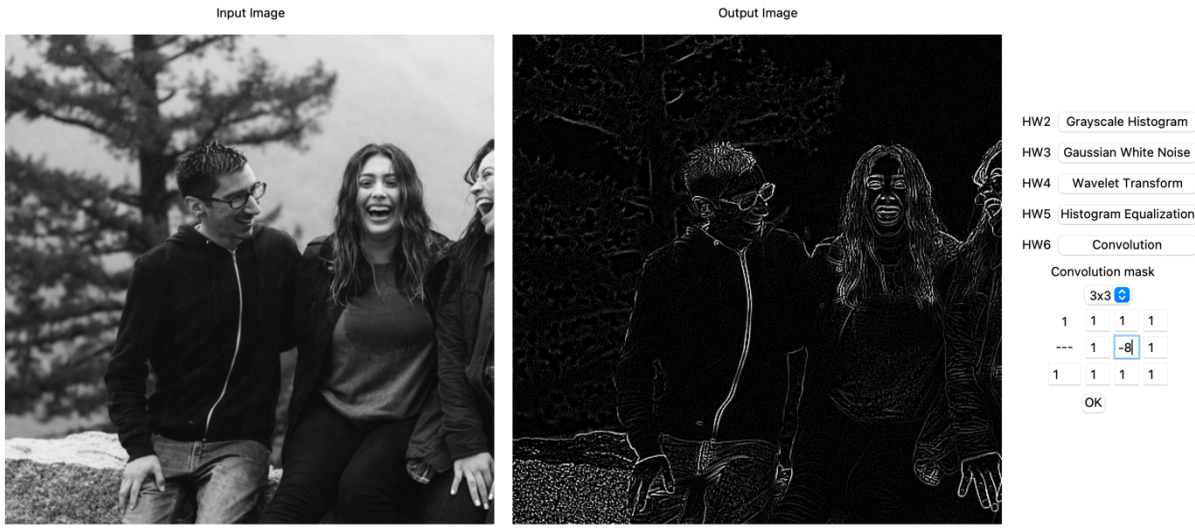 Input Image
Output Image
HW2 Grayscale Histogram
HW3 Gaussian White Noise
HW4 Wavelet Transform
HW5 Histogram Equalization
HW6 Convolution
Convolution mask
3x3
1 1 1 1
--- 1 -8 1
1 1 1 1
OK